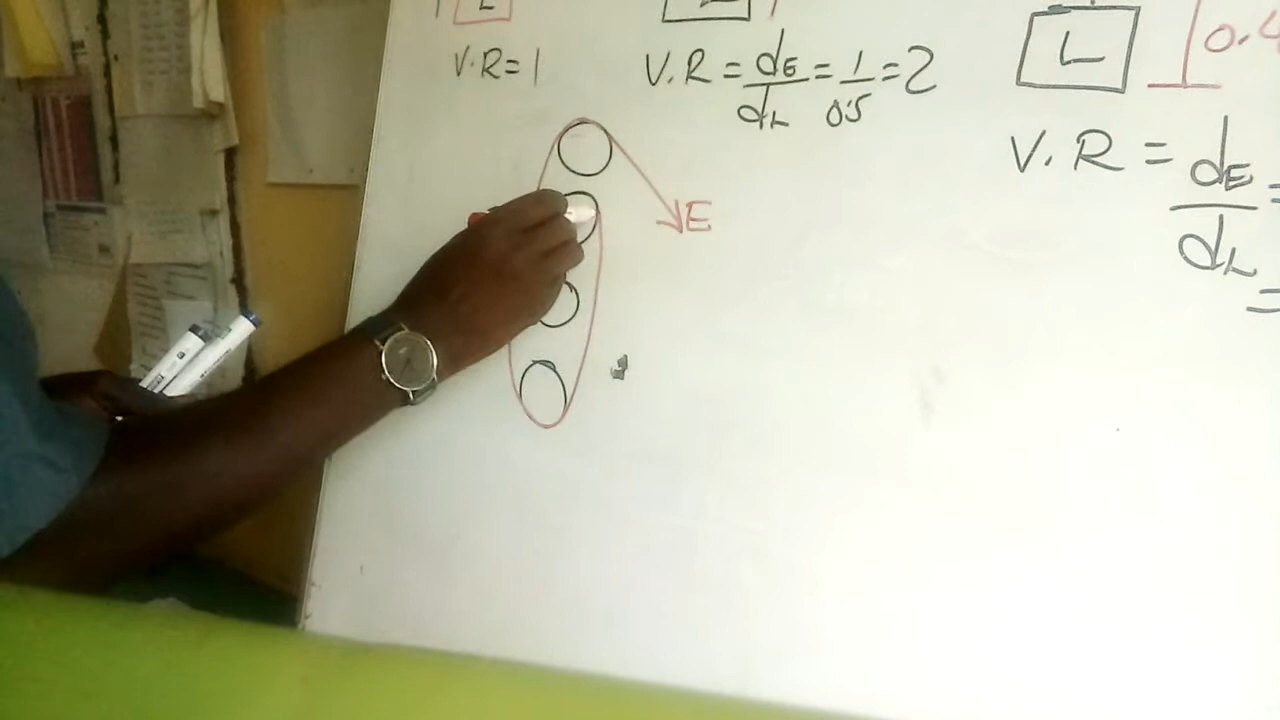 L
V.R=1
V.R = dE/dL = 1/0.5 = 2
E
L
0.4
V.R = dE/dL =
=